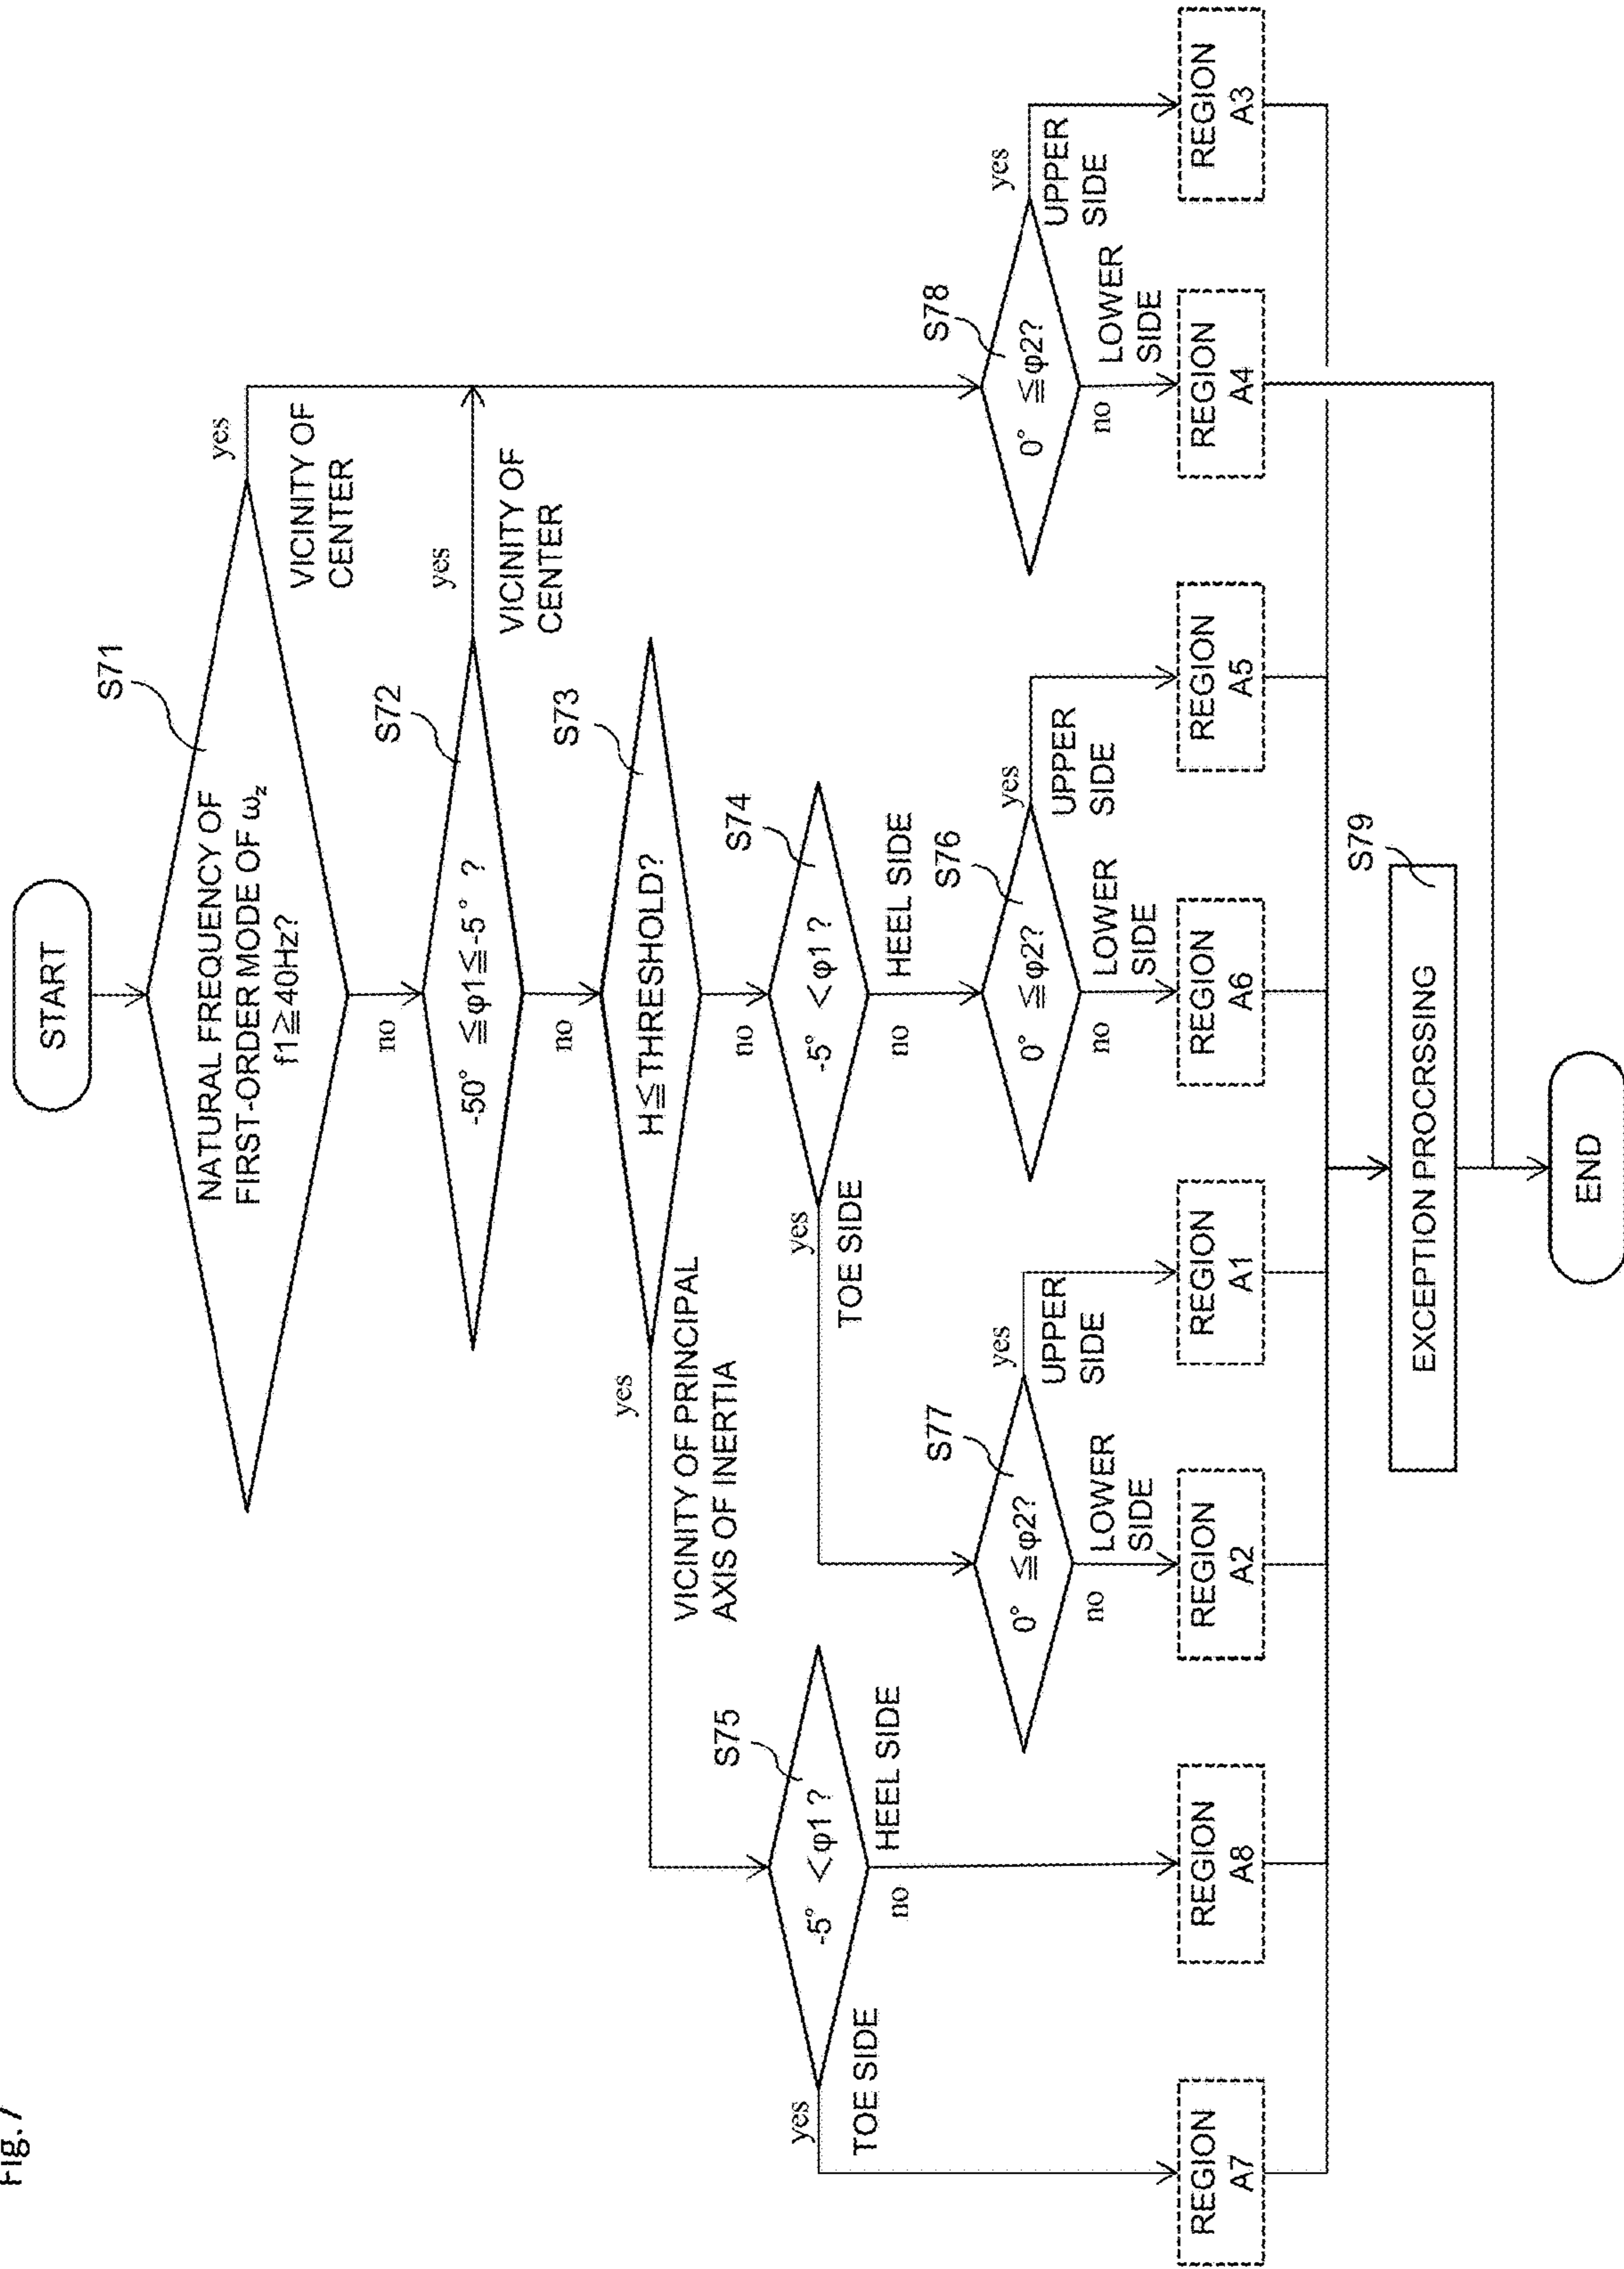 Fig. 7
START
S71
NATURAL FREQUENCY OF
FIRST-ORDER MODE OF ωz
f1≧40Hz?
yes
VICINITY OF
CENTER
no
S72
-50° ≦φ1≦-5° ?
yes
VICINITY OF
CENTER
no
S73
H≦THRESHOLD?
yes
VICINITY OF PRINCIPAL
AXIS OF INERTIA
no
S75
-5° <φ1 ?
yes
TOE SIDE
no
HEEL SIDE
S74
-5° <φ1 ?
yes
TOE SIDE
no
HEEL SIDE
S77
0° ≦φ2?
yes
UPPER
SIDE
no
LOWER
SIDE
S76
0° ≦φ2?
yes
UPPER
SIDE
no
LOWER
SIDE
S78
0° ≦φ2?
yes
UPPER
SIDE
no
LOWER
SIDE
REGION
A7
REGION
A8
REGION
A2
REGION
A1
REGION
A6
REGION
A5
REGION
A4
REGION
A3
S79
EXCEPTION PROCRSSING
END